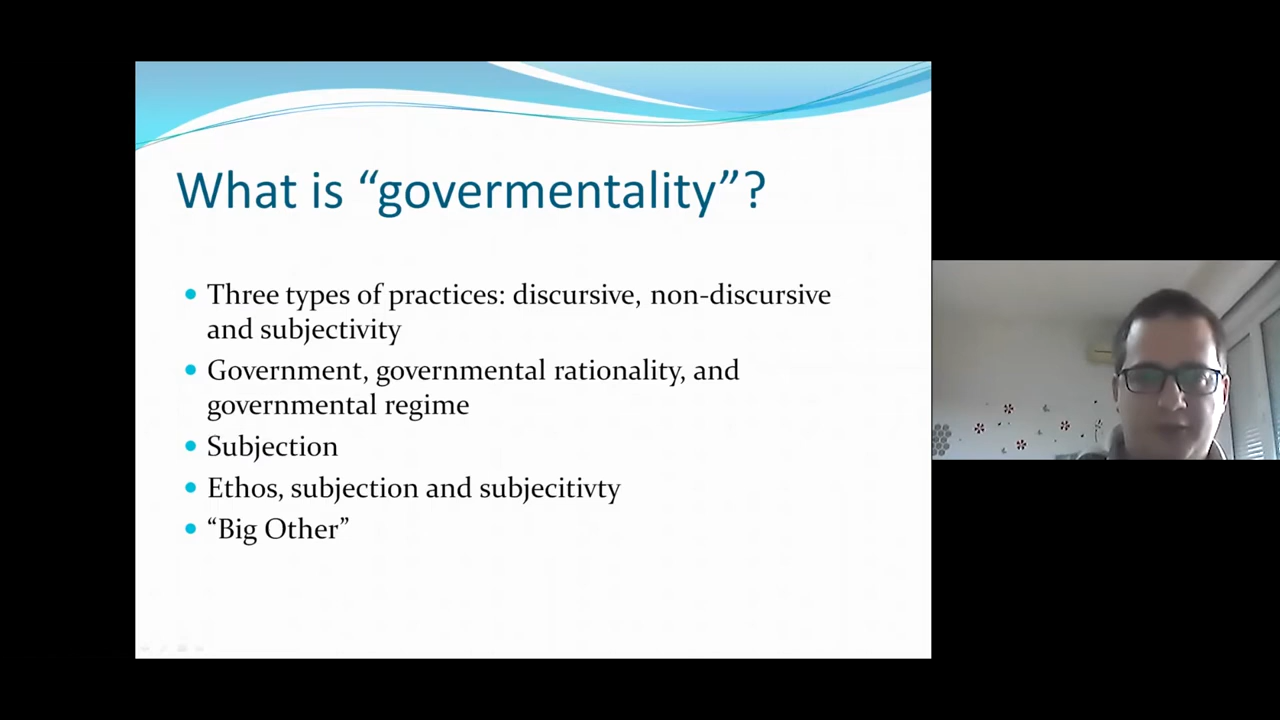 What is “govermentality”?
Three types of practices: discursive, non-discursive
and subjectivity
Government, governmental rationality, and
governmental regime
Subjection
Ethos, subjection and subjecitivty
“Big Other”